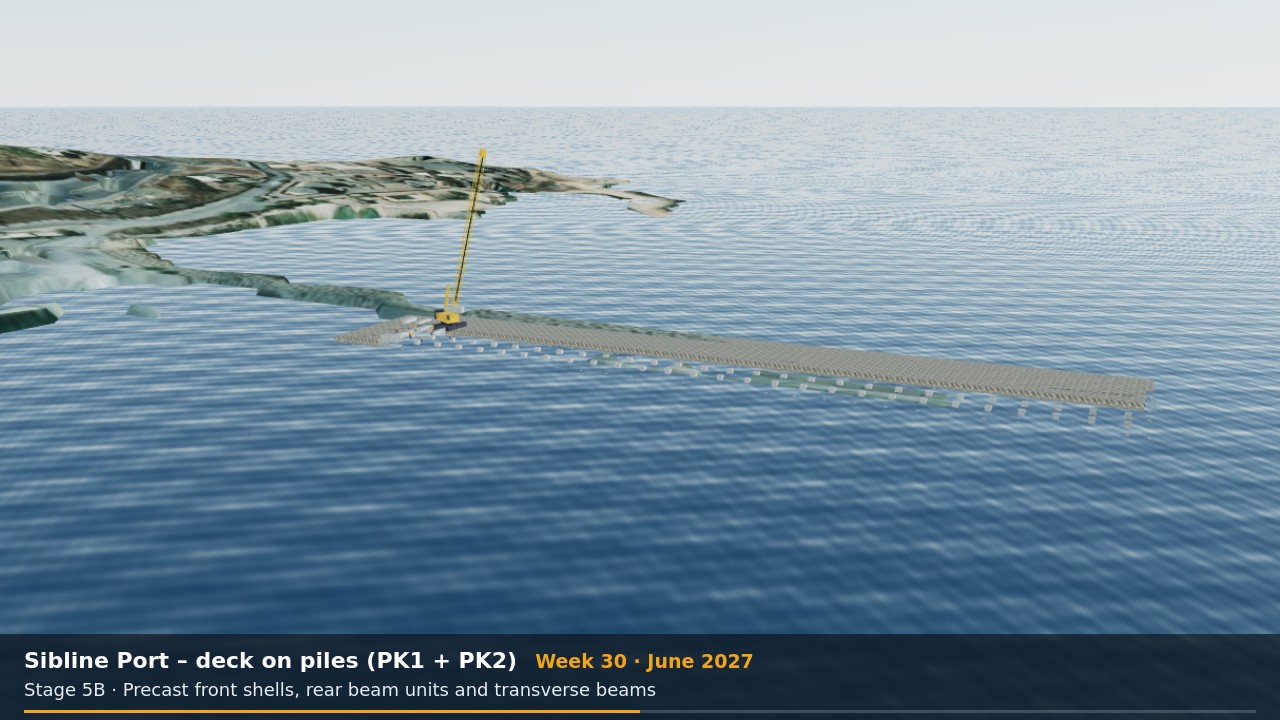 Sibline Port – deck on piles (PK1 + PK2) Week 30 · June 2027
Stage 5B · Precast front shells, rear beam units and transverse beams